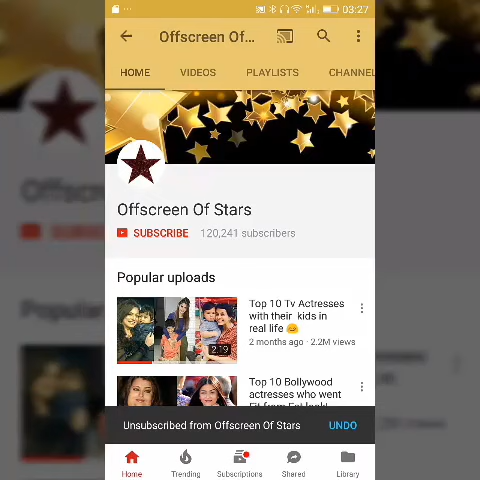 03:27
Offscreen Of...
HOME VIDEOS PLAYLISTS CHANNEL
Offscreen Of Stars
SUBSCRIBE 120,241 subscribers
Popular uploads
Top 10 Tv Actresses
with their kids in
real life
2 months ago · 2.2M views
2:19
Top 10 Bollywood
actresses who went
Unsubscribed from Offscreen Of Stars UNDO
Home Trending Subscriptions Shared Library